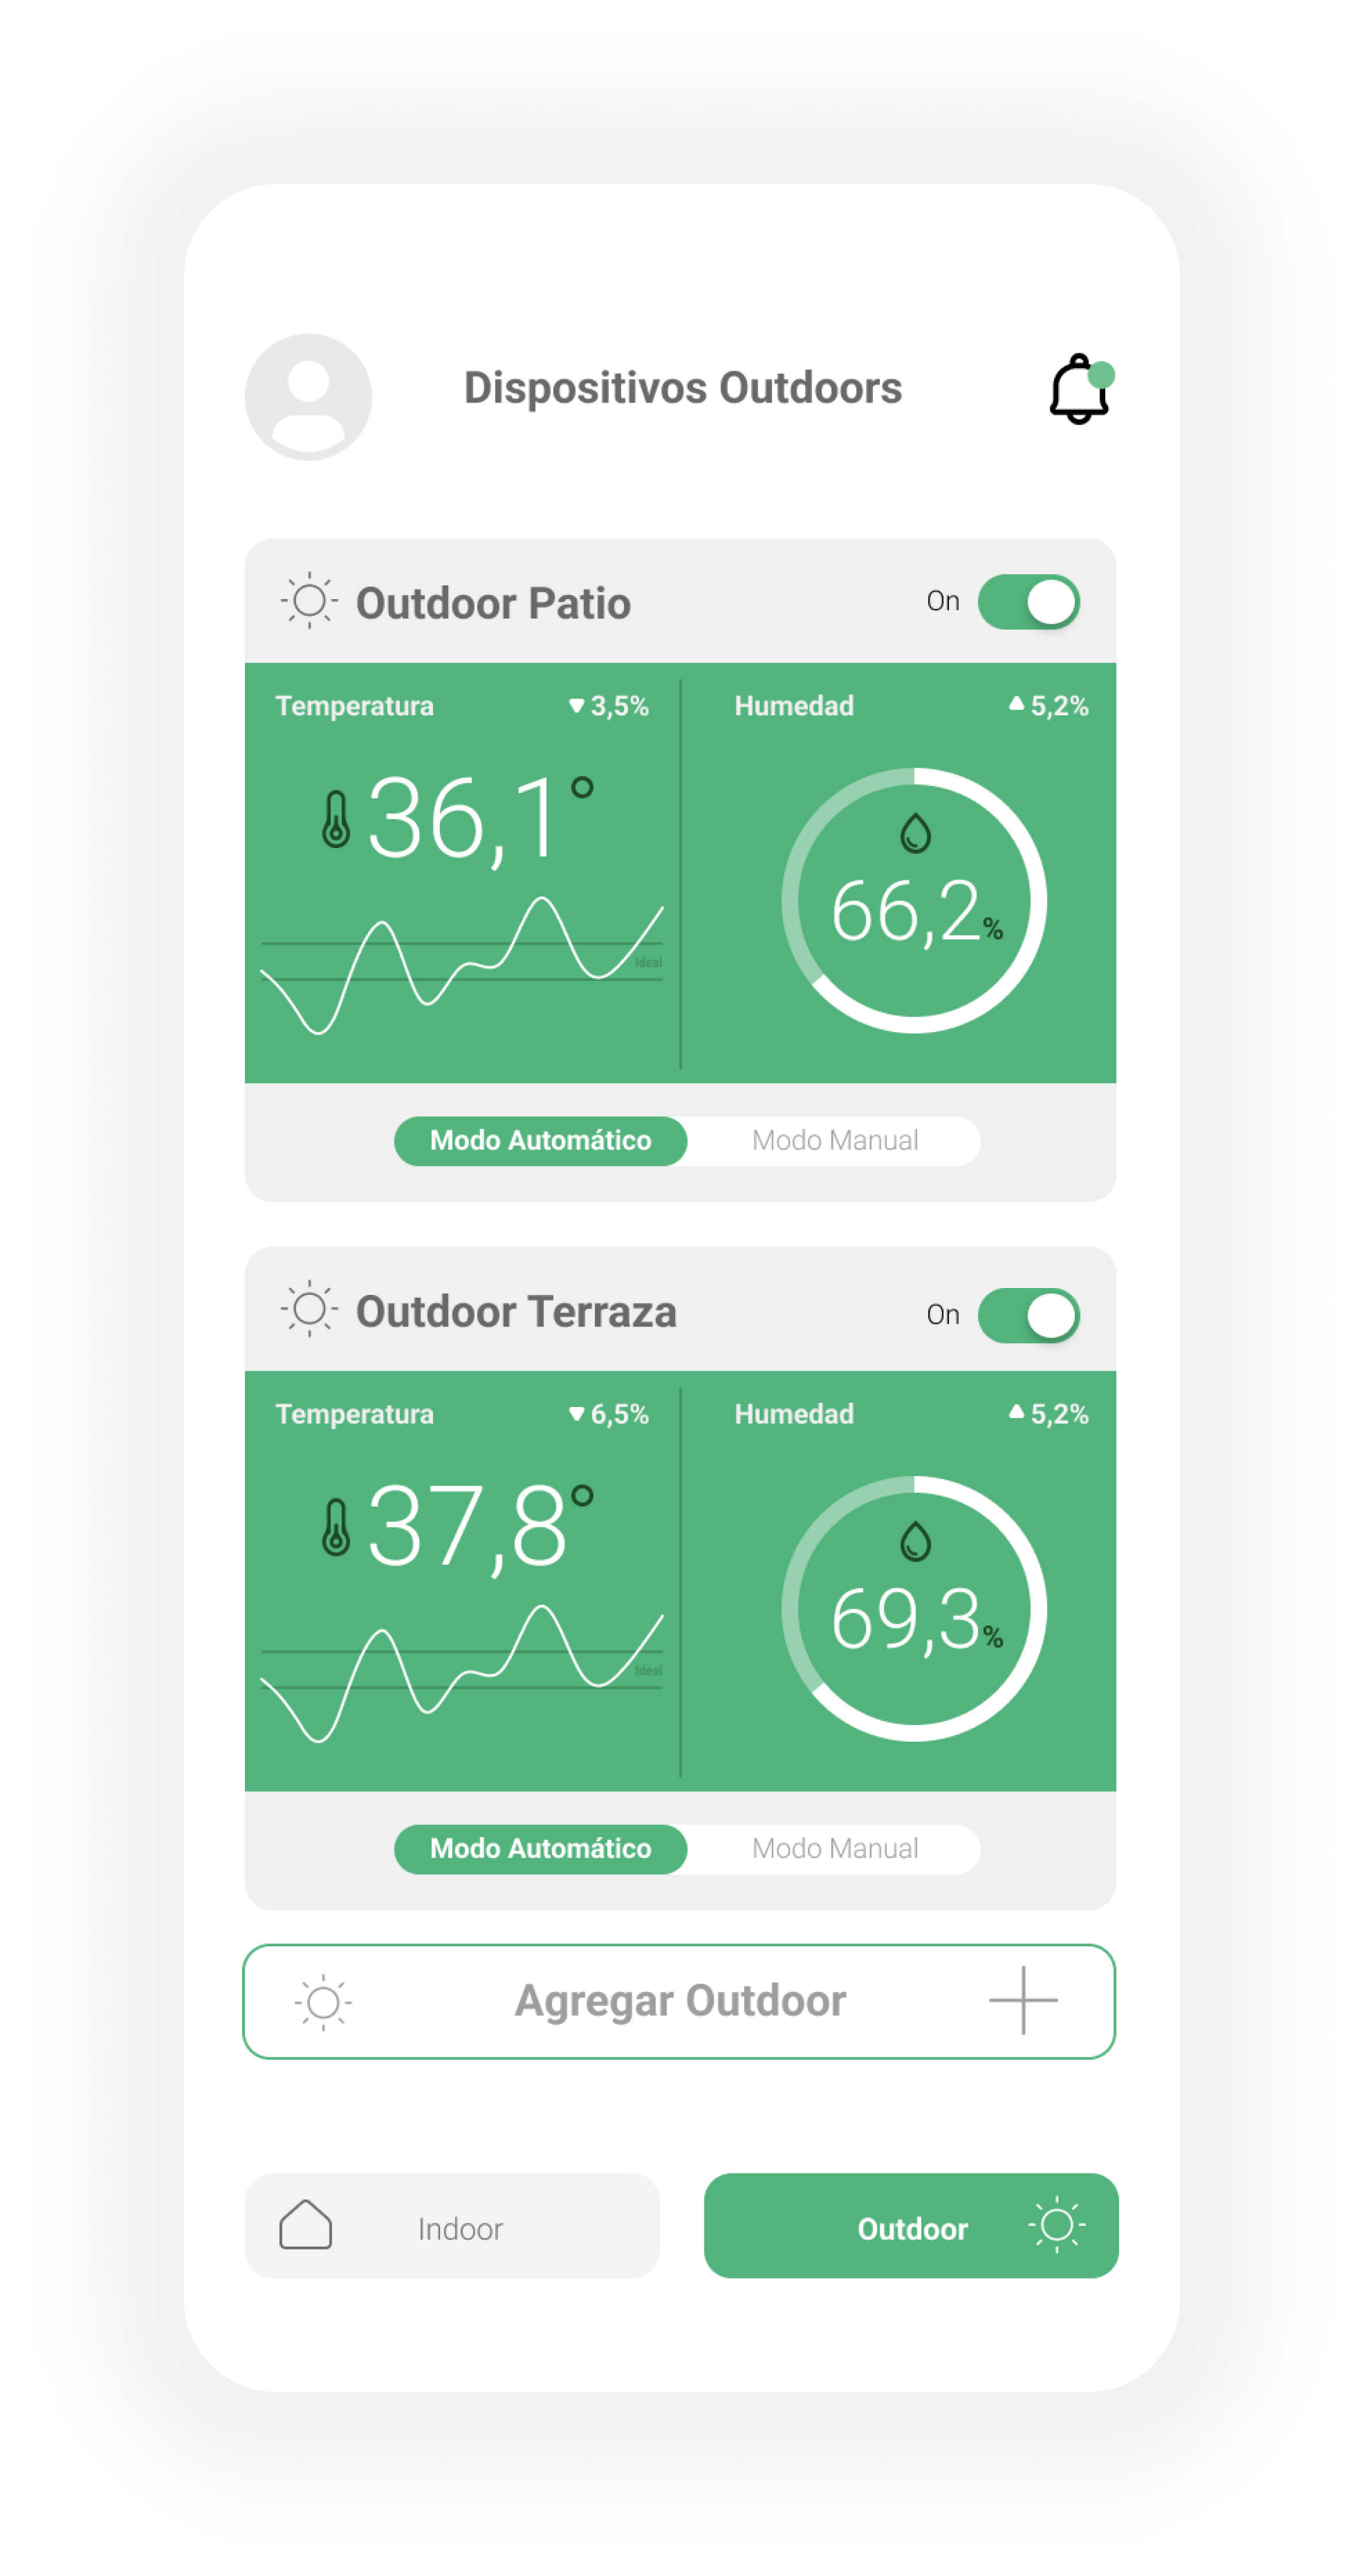 Dispositivos Outdoors
Outdoor Patio
On
Temperatura
3,5%
Humedad
5,2%
36,1°
66,2%
Ideal
Modo Automático
Modo Manual
Outdoor Terraza
On
Temperatura
6,5%
Humedad
5,2%
37,8°
69,3%
Ideal
Modo Automático
Modo Manual
Agregar Outdoor
Indoor
Outdoor